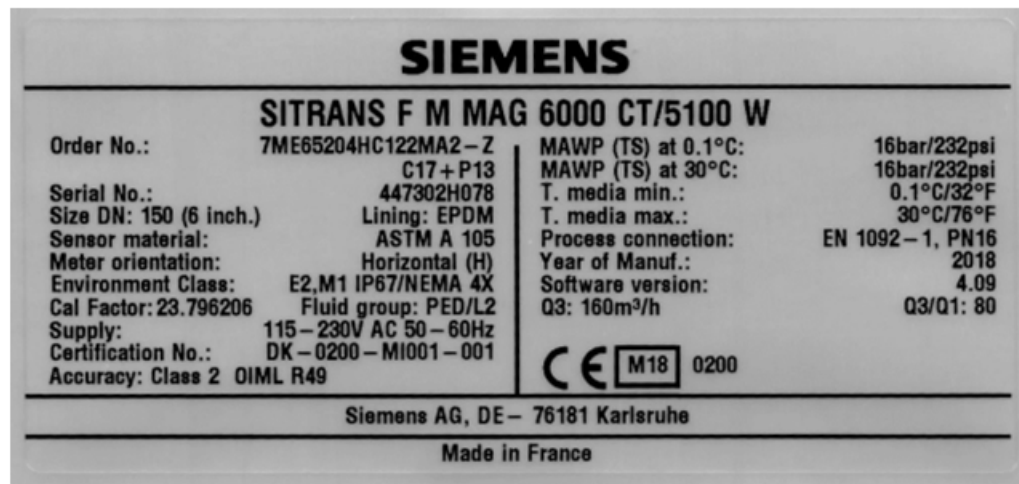 SIEMENS
SITRANS F M MAG 6000 CT/5100 W
Order No.: 7ME65204HC122MA2-Z
C17+P13
Serial No.: 447302H078
Size DN: 150 (6 inch.) Lining: EPDM
Sensor material: ASTM A 105
Meter orientation: Horizontal (H)
Environment Class: E2,M1 IP67/NEMA 4X
Cal Factor: 23.796206 Fluid group: PED/L2
Supply: 115-230V AC 50-60Hz
Certification No.: DK-0200-MI001-001
Accuracy: Class 2 OIML R49
MAWP (TS) at 0.1°C: 16bar/232psi
MAWP (TS) at 30°C: 16bar/232psi
T. media min.: 0.1°C/32°F
T. media max.: 30°C/76°F
Process connection: EN 1092-1, PN16
Year of Manuf.: 2018
Software version: 4.09
Q3: 160m³/h Q3/Q1: 80
CE M18 0200
Siemens AG, DE- 76181 Karlsruhe
Made in France